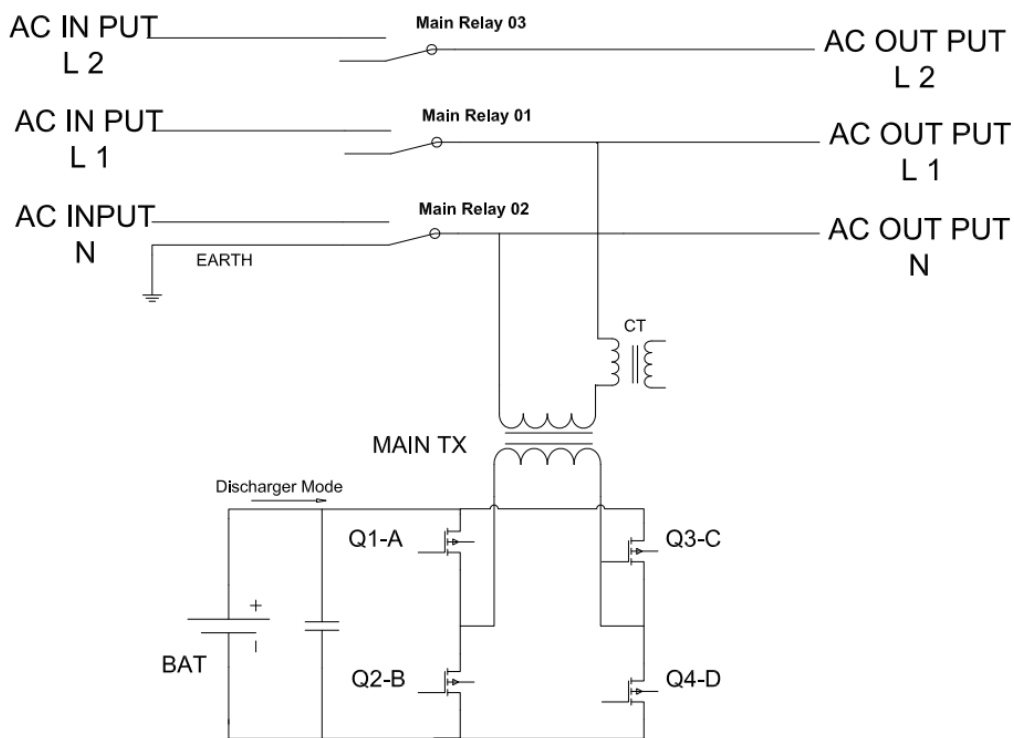 AC IN PUT
L 2
Main Relay 03
AC OUT PUT
L 2
AC IN PUT
L 1
Main Relay 01
AC OUT PUT
L 1
AC INPUT
N
Main Relay 02
EARTH
AC OUT PUT
N
CT
MAIN TX
Discharger Mode
Q1-A
Q3-C
+
BAT
–
Q2-B
Q4-D